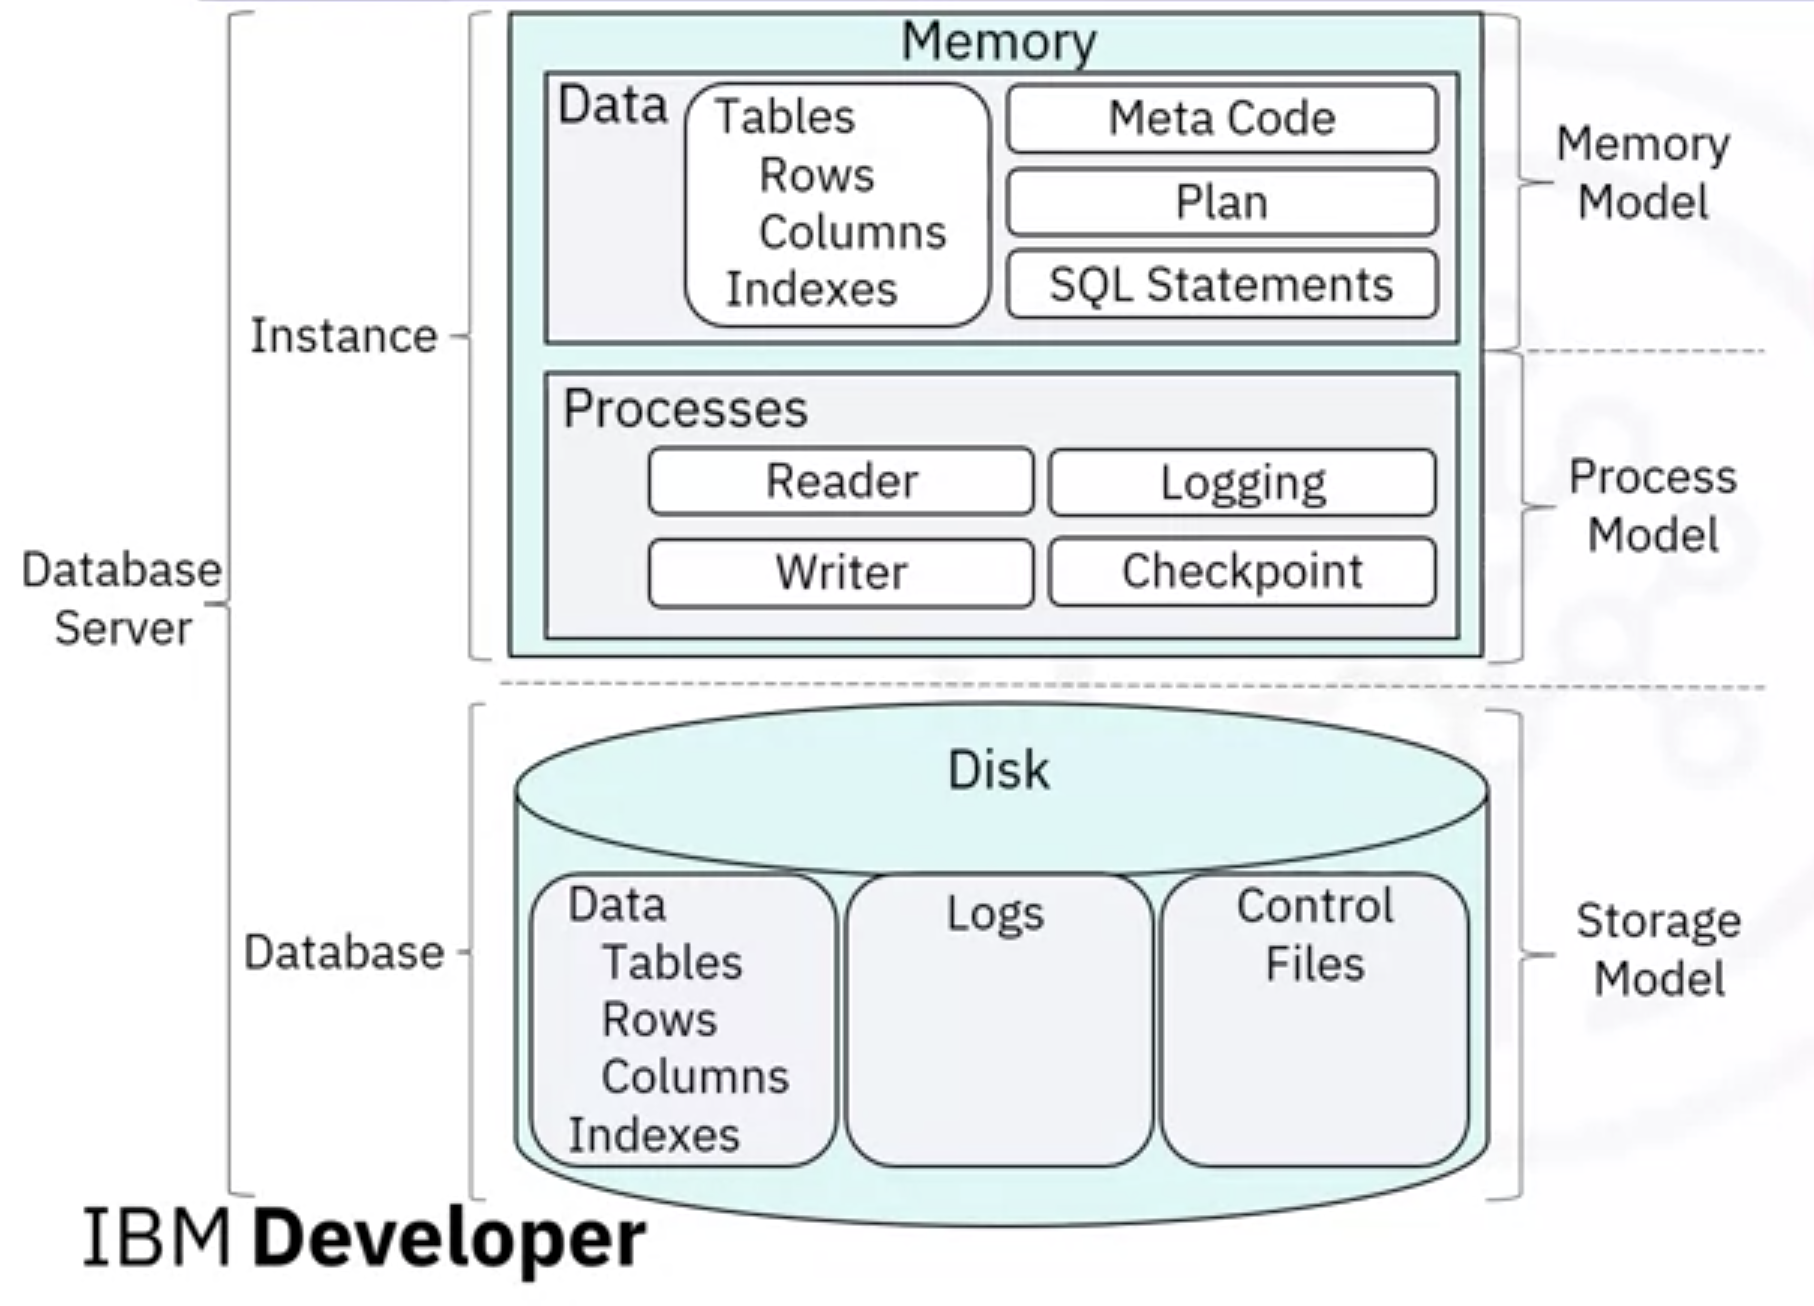 Memory
Data
Tables
Rows
Columns
Indexes
Meta Code
Plan
SQL Statements
Memory
Model
Instance
Processes
Reader
Logging
Writer
Checkpoint
Process
Model
Database
Server
Disk
Data
Tables
Rows
Columns
Indexes
Logs
Control
Files
Database
Storage
Model
IBM Developer